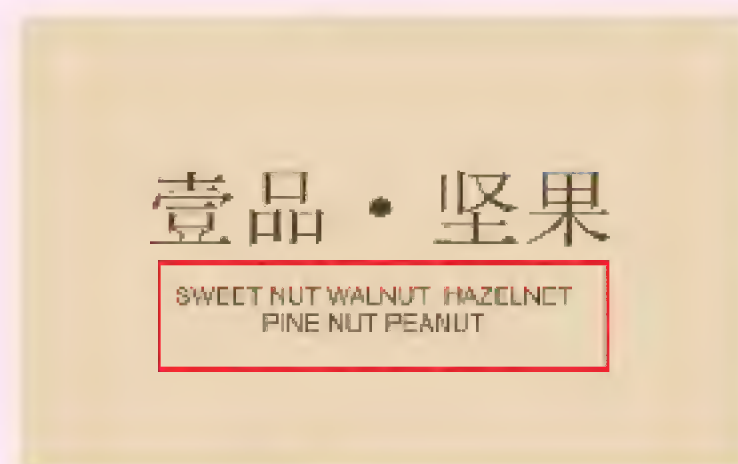 壹品·坚果
SWEET NUT WALNUT HAZELNET
PINE NUT PEANUT